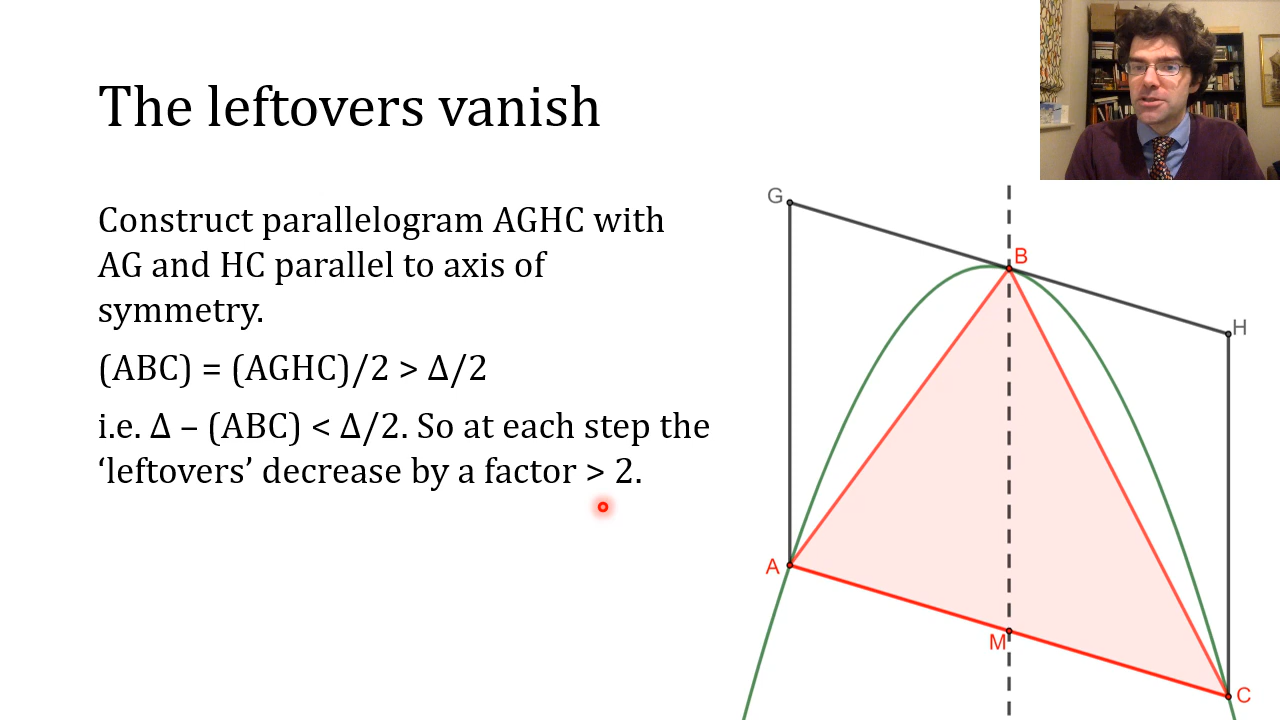 The leftovers vanish
Construct parallelogram AGHC with
AG and HC parallel to axis of
symmetry.
(ABC) = (AGHC)/2 > Δ/2
i.e. Δ – (ABC) < Δ/2. So at each step the
‘leftovers’ decrease by a factor > 2.
G
B
H
A
M
C